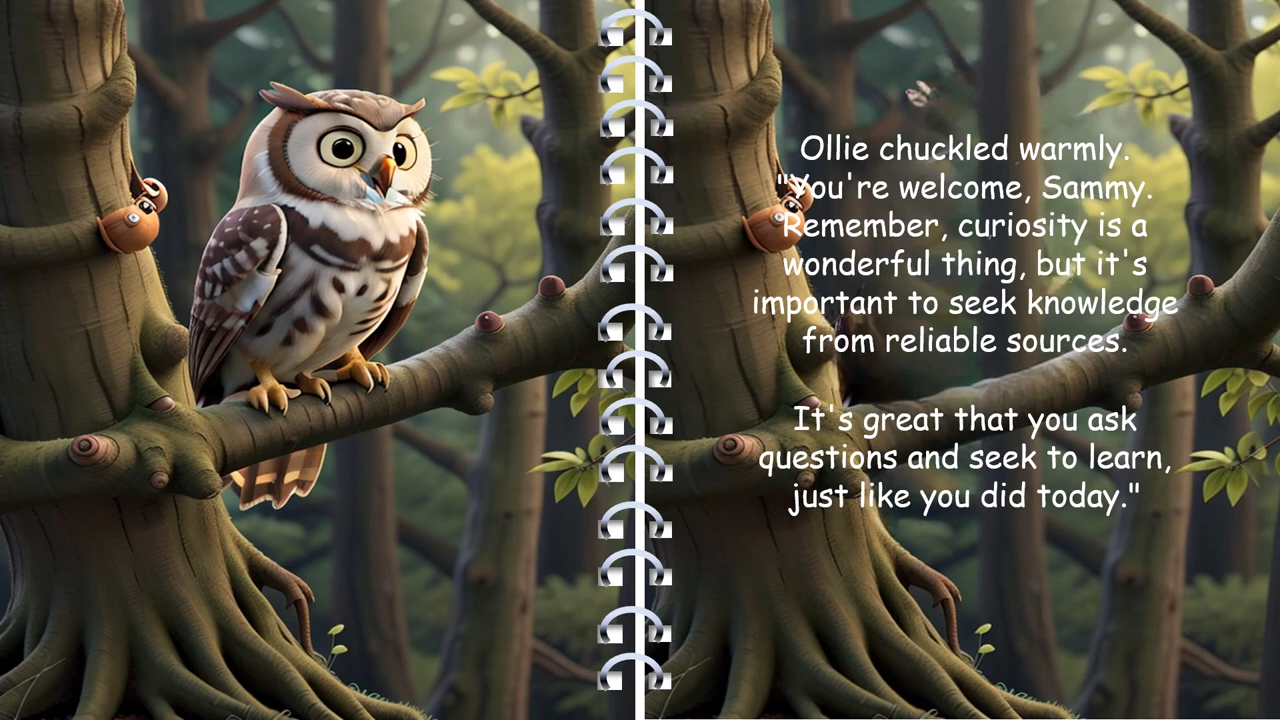 Ollie chuckled warmly.
"You're welcome, Sammy.
Remember, curiosity is a
wonderful thing, but it's
important to seek knowledge
from reliable sources.
It's great that you ask
questions and seek to learn,
just like you did today."